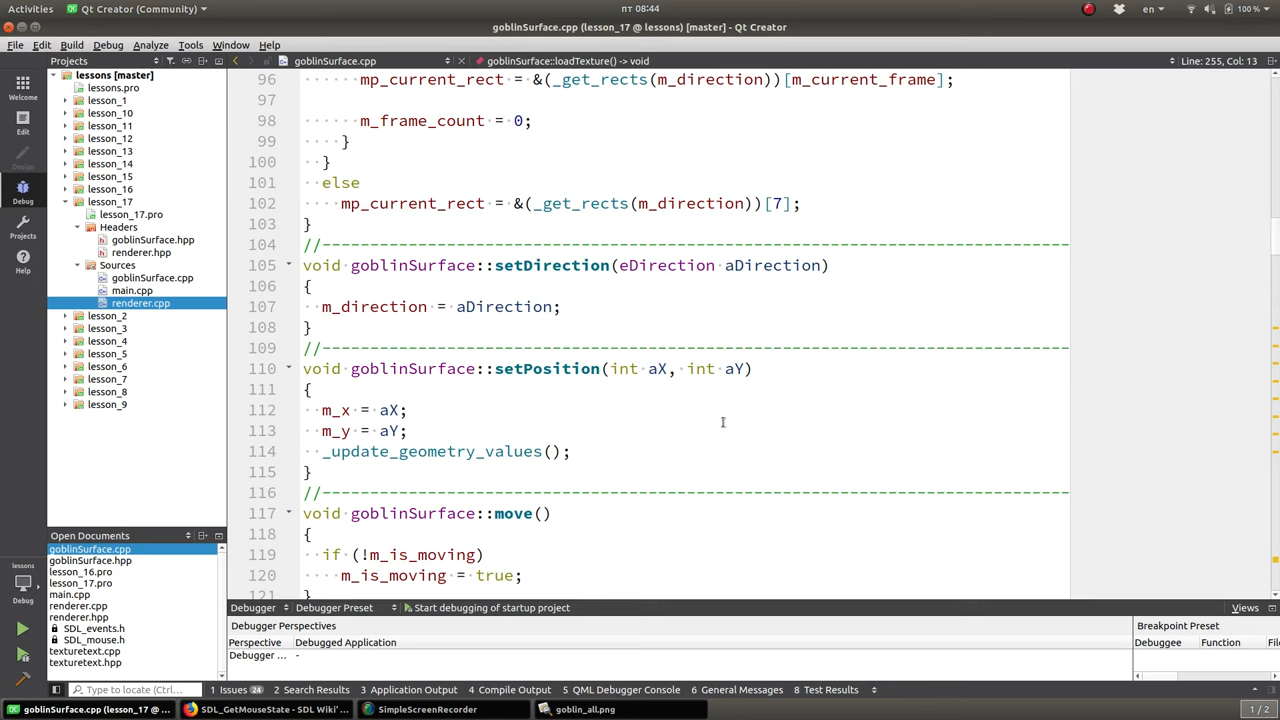 Activities Qt Creator (Community) пт 08:44 en 100 %
goblinSurface.cpp (lesson_17 @ lessons) [master] - Qt Creator
File Edit Build Debug Analyze Tools Window Help
Projects goblinSurface.cpp goblinSurface::loadTexture() → void Line: 255, Col: 13
Welcome
Edit
Design
Debug
Projects
Help
lessons
Debug
lessons [master]
lessons.pro
lesson_1
lesson_10
lesson_11
lesson_12
lesson_13
lesson_14
lesson_15
lesson_16
lesson_17
lesson_17.pro
Headers
goblinSurface.hpp
renderer.hpp
Sources
goblinSurface.cpp
main.cpp
renderer.cpp
lesson_2
lesson_3
lesson_4
lesson_5
lesson_6
lesson_7
lesson_8
lesson_9
Open Documents
goblinSurface.cpp
goblinSurface.hpp
lesson_16.pro
lesson_17.pro
main.cpp
renderer.cpp
renderer.hpp
SDL_events.h
SDL_mouse.h
texturetext.cpp
texturetext.hpp
96 mp_current_rect = &(_get_rects(m_direction))[m_current_frame];
97
98 m_frame_count = 0;
99 }
100 }
101 else
102 mp_current_rect = &(_get_rects(m_direction))[7];
103 }
104 //------------------------------------------------------------------------------
105 void goblinSurface::setDirection(eDirection aDirection)
106 {
107 m_direction = aDirection;
108 }
109 //------------------------------------------------------------------------------
110 void goblinSurface::setPosition(int aX, int aY)
111 {
112 m_x = aX;
113 m_y = aY;
114 _update_geometry_values();
115 }
116 //------------------------------------------------------------------------------
117 void goblinSurface::move()
118 {
119 if (!m_is_moving)
120 m_is_moving = true;
121 }
Debugger Debugger Preset Start debugging of startup project Views
Debugger Perspectives Breakpoint Preset
Perspective Debugged Application Debuggee Function Fil
Debugger ... -
Type to locate (Ctrl+... 1 Issues 24 2 Search Results 3 Application Output 4 Compile Output 5 QML Debugger Console 6 General Messages 8 Test Results
goblinSurface.cpp (lesson_17 @ ... SDL_GetMouseState - SDL Wiki' ... SimpleScreenRecorder goblin_all.png 1 / 2